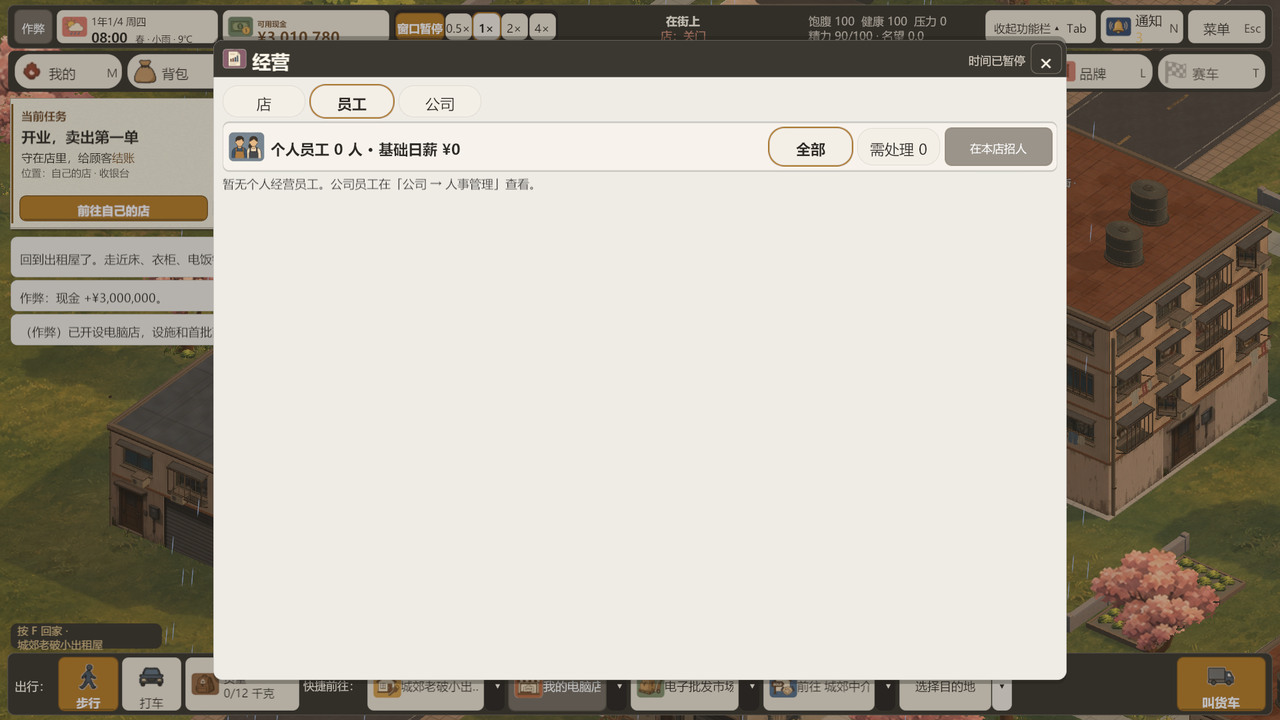 作弊
1年1/4 周四
08:00 春·小雨·9℃
可用现金
¥3,010,780
窗口暂停 0.5× 1× 2× 4×
在街上
店: 关门
饱腹 100 健康 100 压力 0
精力 90/100 · 名望 0.0
收起功能栏 Tab
通知 N
3
菜单 Esc
我的 M
背包
品牌 L
赛车 T
经营
时间已暂停
店
员工
公司
个人员工 0 人 · 基础日薪 ¥0
全部
需处理 0
在本店招人
暂无个人经营员工。公司员工在「公司 → 人事管理」查看。
当前任务
开业，卖出第一单
守在店里，给顾客结账
位置: 自己的店 · 收银台
前往自己的店
回到出租屋了。走近床、衣柜、电饭
作弊: 现金 +¥3,000,000。
（作弊）已开设电脑店，设施和首批
按 F 回家 ·
城郊老破小出租屋
出行:
步行
打车
0/12 千克
快捷前往:
城郊老破小出..
我的电脑店
电子批发市场
前往 城郊中介
选择目的地
叫货车